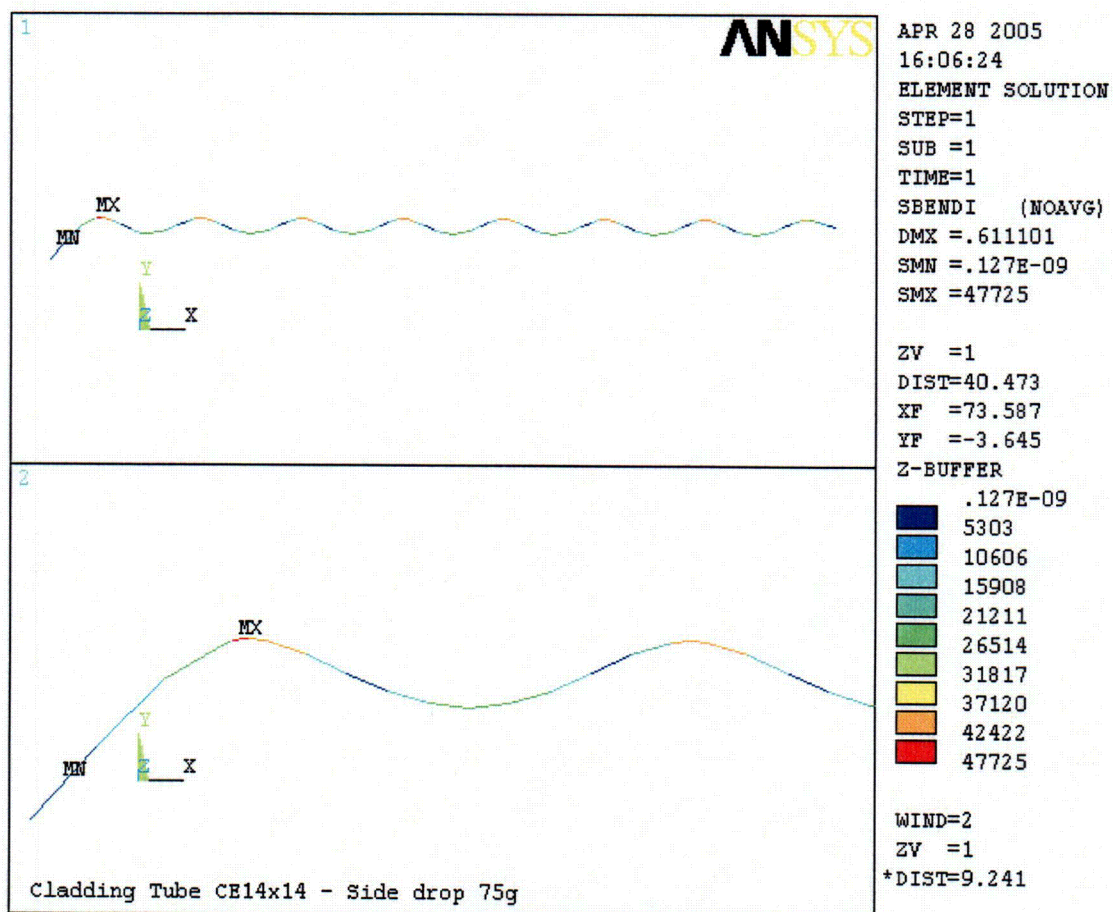 1
ANSYS
MX
MN
Y
Z X
2
MX
Y
MN Z X
Cladding Tube CE14x14 - Side drop 75g
APR 28 2005
16:06:24
ELEMENT SOLUTION
STEP=1
SUB =1
TIME=1
SBENDI (NOAVG)
DMX =.611101
SMN =.127E-09
SMX =47725
ZV =1
DIST=40.473
XF =73.587
YF =-3.645
Z-BUFFER
.127E-09
5303
10606
15908
21211
26514
31817
37120
42422
47725
WIND=2
ZV =1
*DIST=9.241